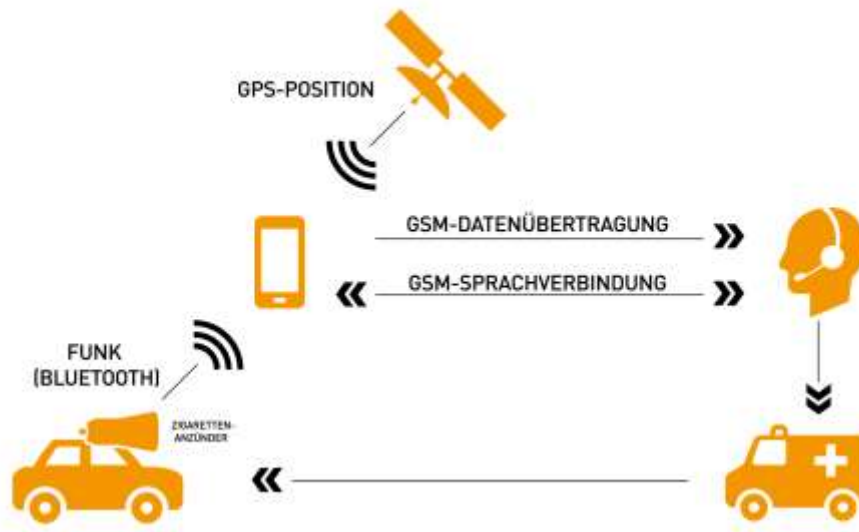 GPS-POSITION
GSM-DATENÜBERTRAGUNG
GSM-SPRACHVERBINDUNG
FUNK
(BLUETOOTH)
ZIGARETTEN-
ANZÜNDER